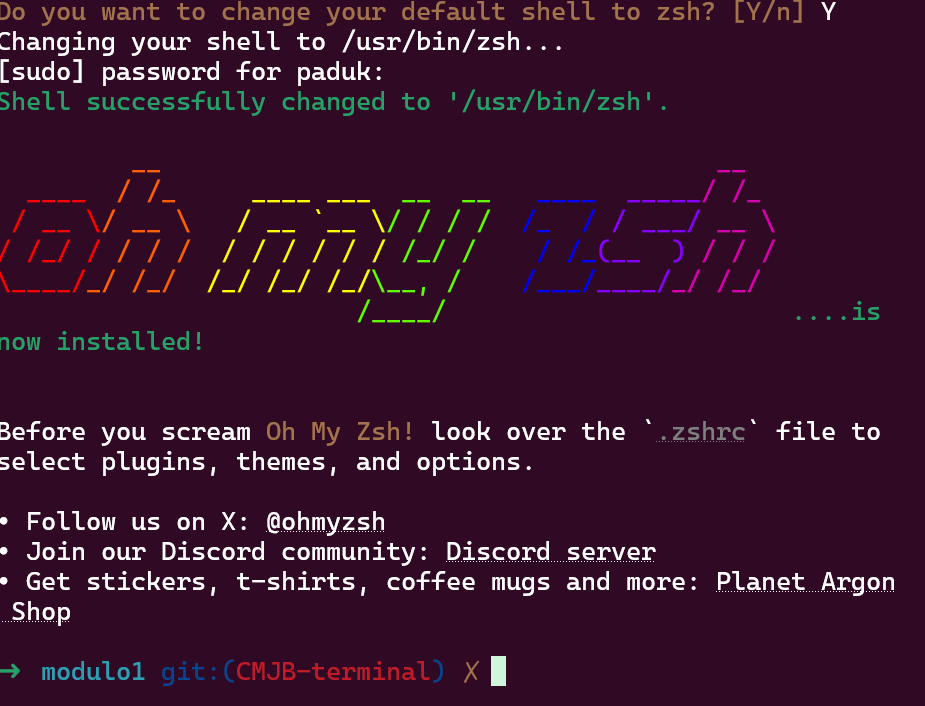 Do you want to change your default shell to zsh? [Y/n] Y
Changing your shell to /usr/bin/zsh...
[sudo] password for paduk:
Shell successfully changed to '/usr/bin/zsh'.
oh my zsh
....is
now installed!
Before you scream Oh My Zsh! look over the `.zshrc` file to
select plugins, themes, and options.
• Follow us on X: @ohmyzsh
• Join our Discord community: Discord server
• Get stickers, t-shirts, coffee mugs and more: Planet Argon
Shop
→ modulo1 git:(CMJB-terminal) ✗